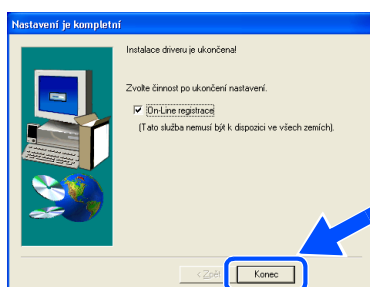 Nastavení je kompletní
Instalace driveru je ukončena!
Zvolte činnost po ukončení nastavení.
On-Line registrace
(Tato služba nemusí být k dispozici ve všech zemích).
< Zpět
Konec